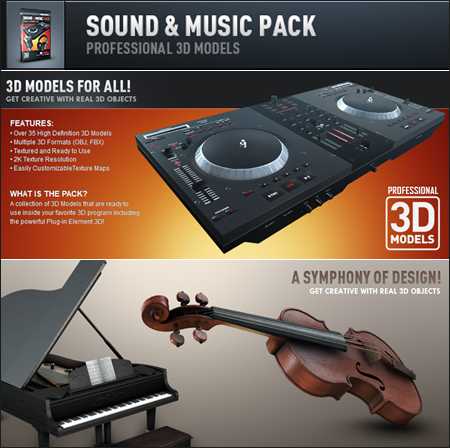 SOUND & MUSIC PACK
PROFESSIONAL 3D MODELS
3D MODELS FOR ALL!
GET CREATIVE WITH REAL 3D OBJECTS
FEATURES:
• Over 35 High Definition 3D Models
• Multiple 3D Formats (OBJ, FBX)
• Textured and Ready to Use
• 2K Texture Resolution
• Easily CustomizableTexture Maps
WHAT IS THE PACK?
A collection of 3D Models that are ready to
use inside your favorite 3D program including
the powerful Plug-in Element 3D!
PROFESSIONAL
3D
MODELS
A SYMPHONY OF DESIGN!
GET CREATIVE WITH REAL 3D OBJECTS